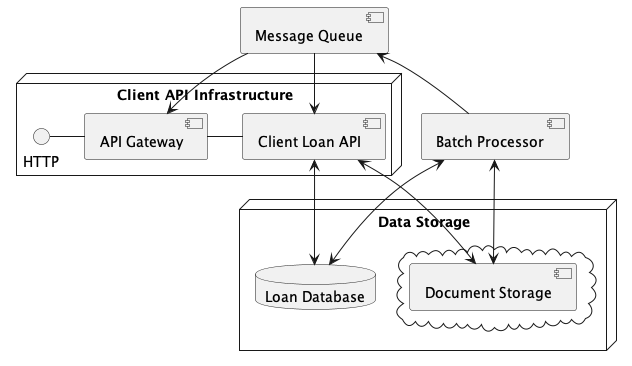 Message Queue
Client API Infrastructure
API Gateway
Client Loan API
Batch Processor
HTTP
Data Storage
Loan Database
Document Storage